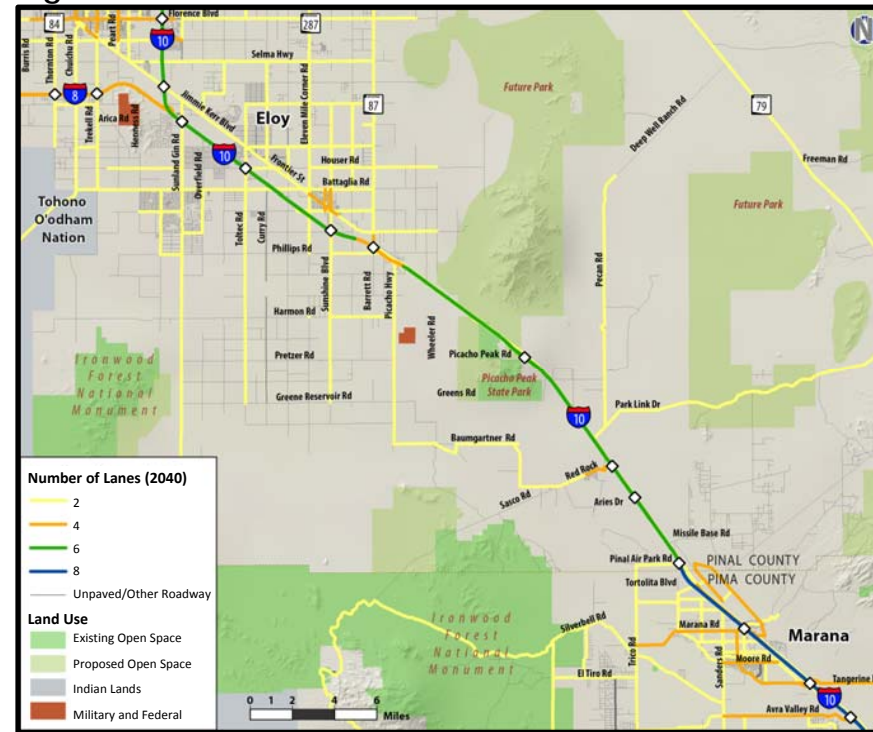 Florence Blvd
84
287
10
N
Burris Rd
Thornton Rd
Chuichu Rd
Peart Rd
Selma Hwy
Future Park
8
Jimmie Kerr Blvd
Eleven Mile Corner Rd
87
79
Trekell Rd
Arica Rd
Henness Rd
Eloy
Deep Well Ranch Rd
Sunland Gin Rd
10
Overfield Rd
Frontier St
Houser Rd
Freeman Rd
Battaglia Rd
Tohono
O'odham
Nation
Future Park
Toltec Rd
Curry Rd
Phillips Rd
Sunshine Blvd
Barrett Rd
Picacho Hwy
Pecan Rd
Harmon Rd
Wheeler Rd
Ironwood
Forest
National
Monument
Pretzer Rd
Picacho Peak Rd
Picacho Peak
State Park
Greene Reservoir Rd
Greens Rd
Park Link Dr
10
Baumgartner Rd
Red Rock
Sasco Rd
Aries Dr
Missile Base Rd
Pinal Air Park Rd
PINAL COUNTY
PIMA COUNTY
Tortolita Blvd
Ironwood
Forest
National
Monument
Silverbell Rd
Marana Rd
Marana
Trico Rd
Sanders Rd
Moore Rd
El Tiro Rd
Tangerine
10
Avra Valley Rd
Number of Lanes (2040)
2
4
6
8
Unpaved/Other Roadway
Land Use
Existing Open Space
Proposed Open Space
Indian Lands
Military and Federal
0 1 2 4 6
Miles